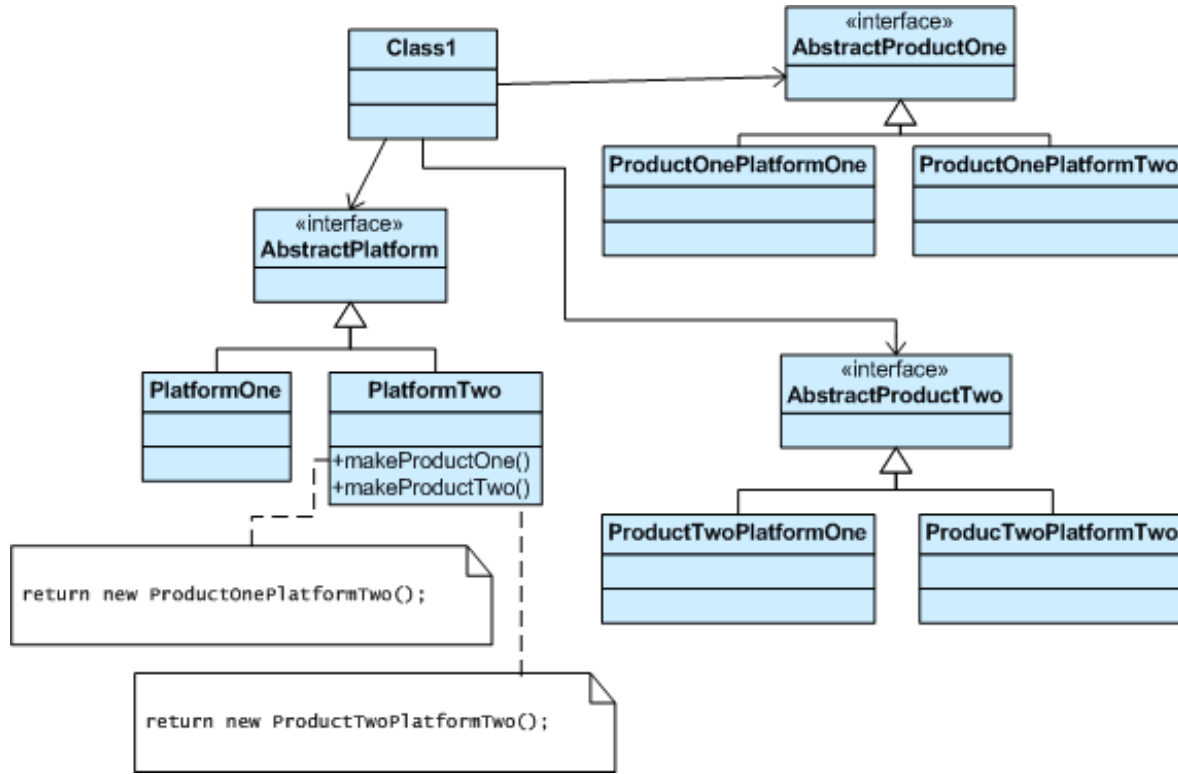 Class1
«interface»
AbstractProductOne
ProductOnePlatformOne
ProductOnePlatformTwo
«interface»
AbstractPlatform
PlatformOne
PlatformTwo
+makeProductOne()
+makeProductTwo()
«interface»
AbstractProductTwo
ProductTwoPlatformOne
ProducTwoPlatformTwo
return new ProductOnePlatformTwo();
return new ProductTwoPlatformTwo();